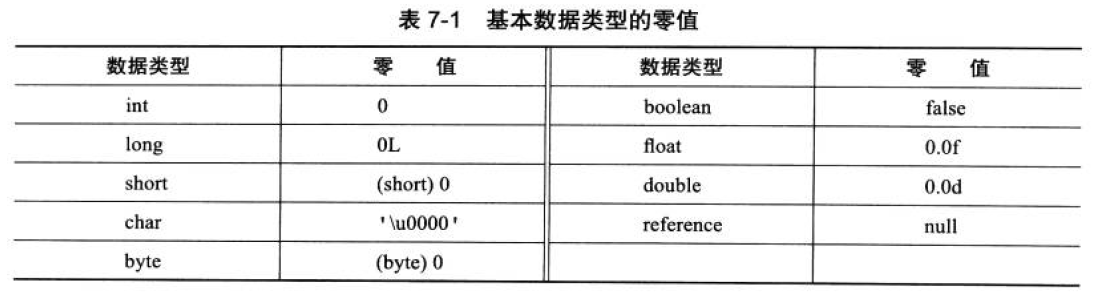 表 7-1 基本数据类型的零值
数据类型 零 值 数据类型 零 值
int 0 boolean false
long 0L float 0.0f
short (short) 0 double 0.0d
char '\u0000' reference null
byte (byte) 0